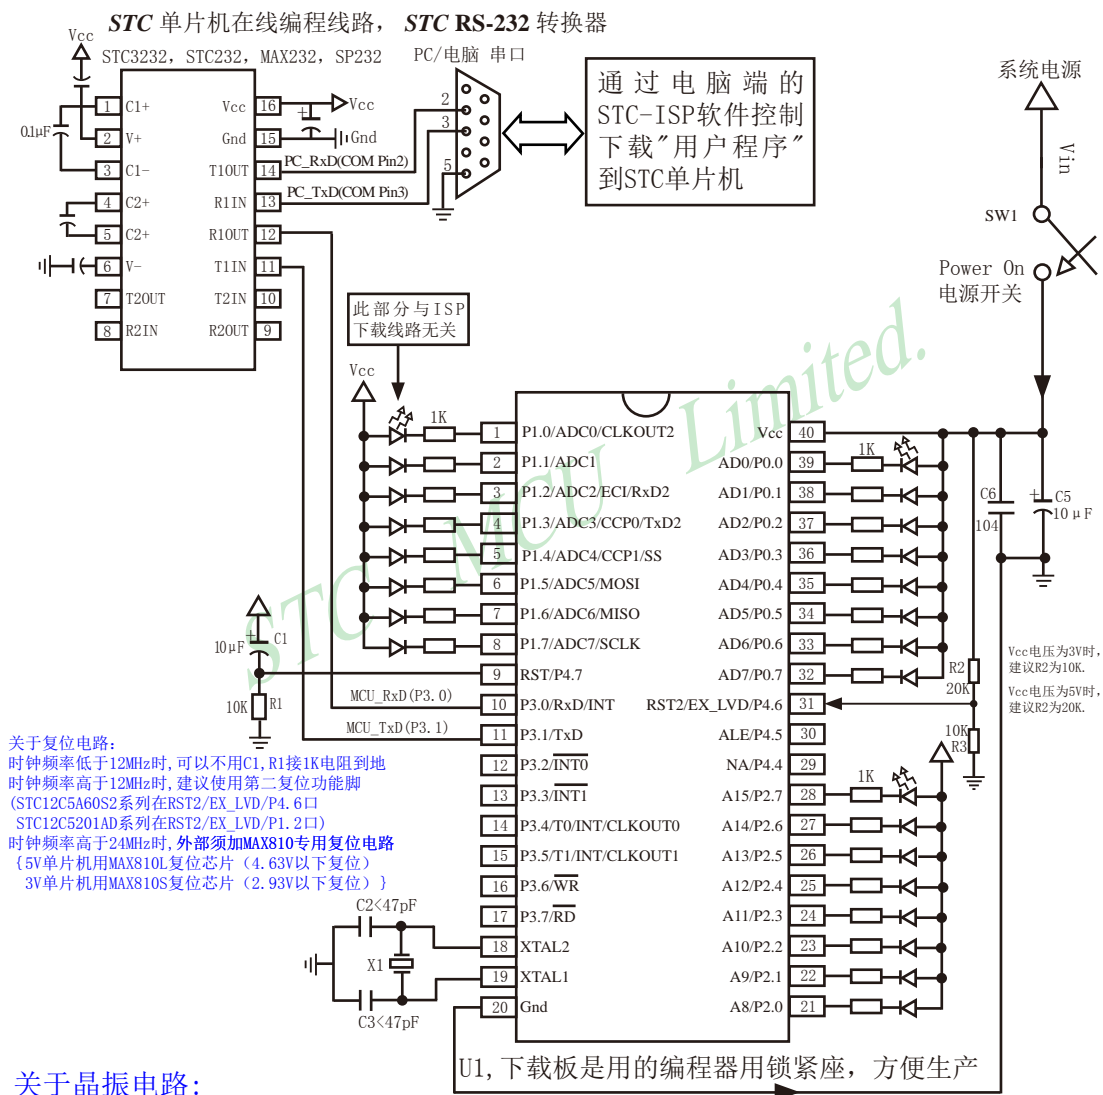 STC 单片机在线编程线路， STC RS-232 转换器
Vcc
STC3232, STC232, MAX232, SP232
PC/电脑 串口
0.1μF
1 C1+
2 V+
3 C1-
4 C2+
5 C2+
6 V-
7 T2OUT
8 R2IN
Vcc 16
Gnd 15
T1OUT 14
R1IN 13
R1OUT 12
T1IN 11
T2IN 10
R2OUT 9
+
Vcc
Gnd
PC_RxD(COM Pin2)
PC_TxD(COM Pin3)
2
3
5
通过电脑端的
STC-ISP软件控制
下载"用户程序"
到STC单片机
系统电源
Vin
SW1
Power On
电源开关
此部分与ISP
下载线路无关
Vcc
1K
1 P1.0/ADC0/CLKOUT2
2 P1.1/ADC1
3 P1.2/ADC2/ECI/RxD2
4 P1.3/ADC3/CCP0/TxD2
5 P1.4/ADC4/CCP1/SS
6 P1.5/ADC5/MOSI
7 P1.6/ADC6/MISO
8 P1.7/ADC7/SCLK
9 RST/P4.7
10 P3.0/RxD/INT
11 P3.1/TxD
12 P3.2/INT0
13 P3.3/INT1
14 P3.4/T0/INT/CLKOUT0
15 P3.5/T1/INT/CLKOUT1
16 P3.6/WR
17 P3.7/RD
18 XTAL2
19 XTAL1
20 Gnd
Vcc 40
AD0/P0.0 39
AD1/P0.1 38
AD2/P0.2 37
AD3/P0.3 36
AD4/P0.4 35
AD5/P0.5 34
AD6/P0.6 33
AD7/P0.7 32
RST2/EX_LVD/P4.6 31
ALE/P4.5 30
NA/P4.4 29
A15/P2.7 28
A14/P2.6 27
A13/P2.5 26
A12/P2.4 25
A11/P2.3 24
A10/P2.2 23
A9/P2.1 22
A8/P2.0 21
1K
C6
104
+
C5
10μF
R2
20K
10K
R3
1K
Vcc电压为3V时，
建议R2为10K.
Vcc电压为5V时，
建议R2为20K.
+
10μF
C1
10K
R1
MCU_RxD(P3.0)
MCU_TxD(P3.1)
关于复位电路:
时钟频率低于12MHz时,可以不用C1,R1接1K电阻到地
时钟频率高于12MHz时,建议使用第二复位功能脚
(STC12C5A60S2系列在RST2/EX_LVD/P4.6口
STC12C5201AD系列在RST2/EX_LVD/P1.2口)
时钟频率高于24MHz时,外部须加MAX810专用复位电路
{5V单片机用MAX810L复位芯片（4.63V以下复位）
3V单片机用MAX810S复位芯片（2.93V以下复位）}
C2<47pF
X1
C3<47pF
U1,下载板是用的编程器用锁紧座，方便生产
关于晶振电路:
STC MCU Limited.